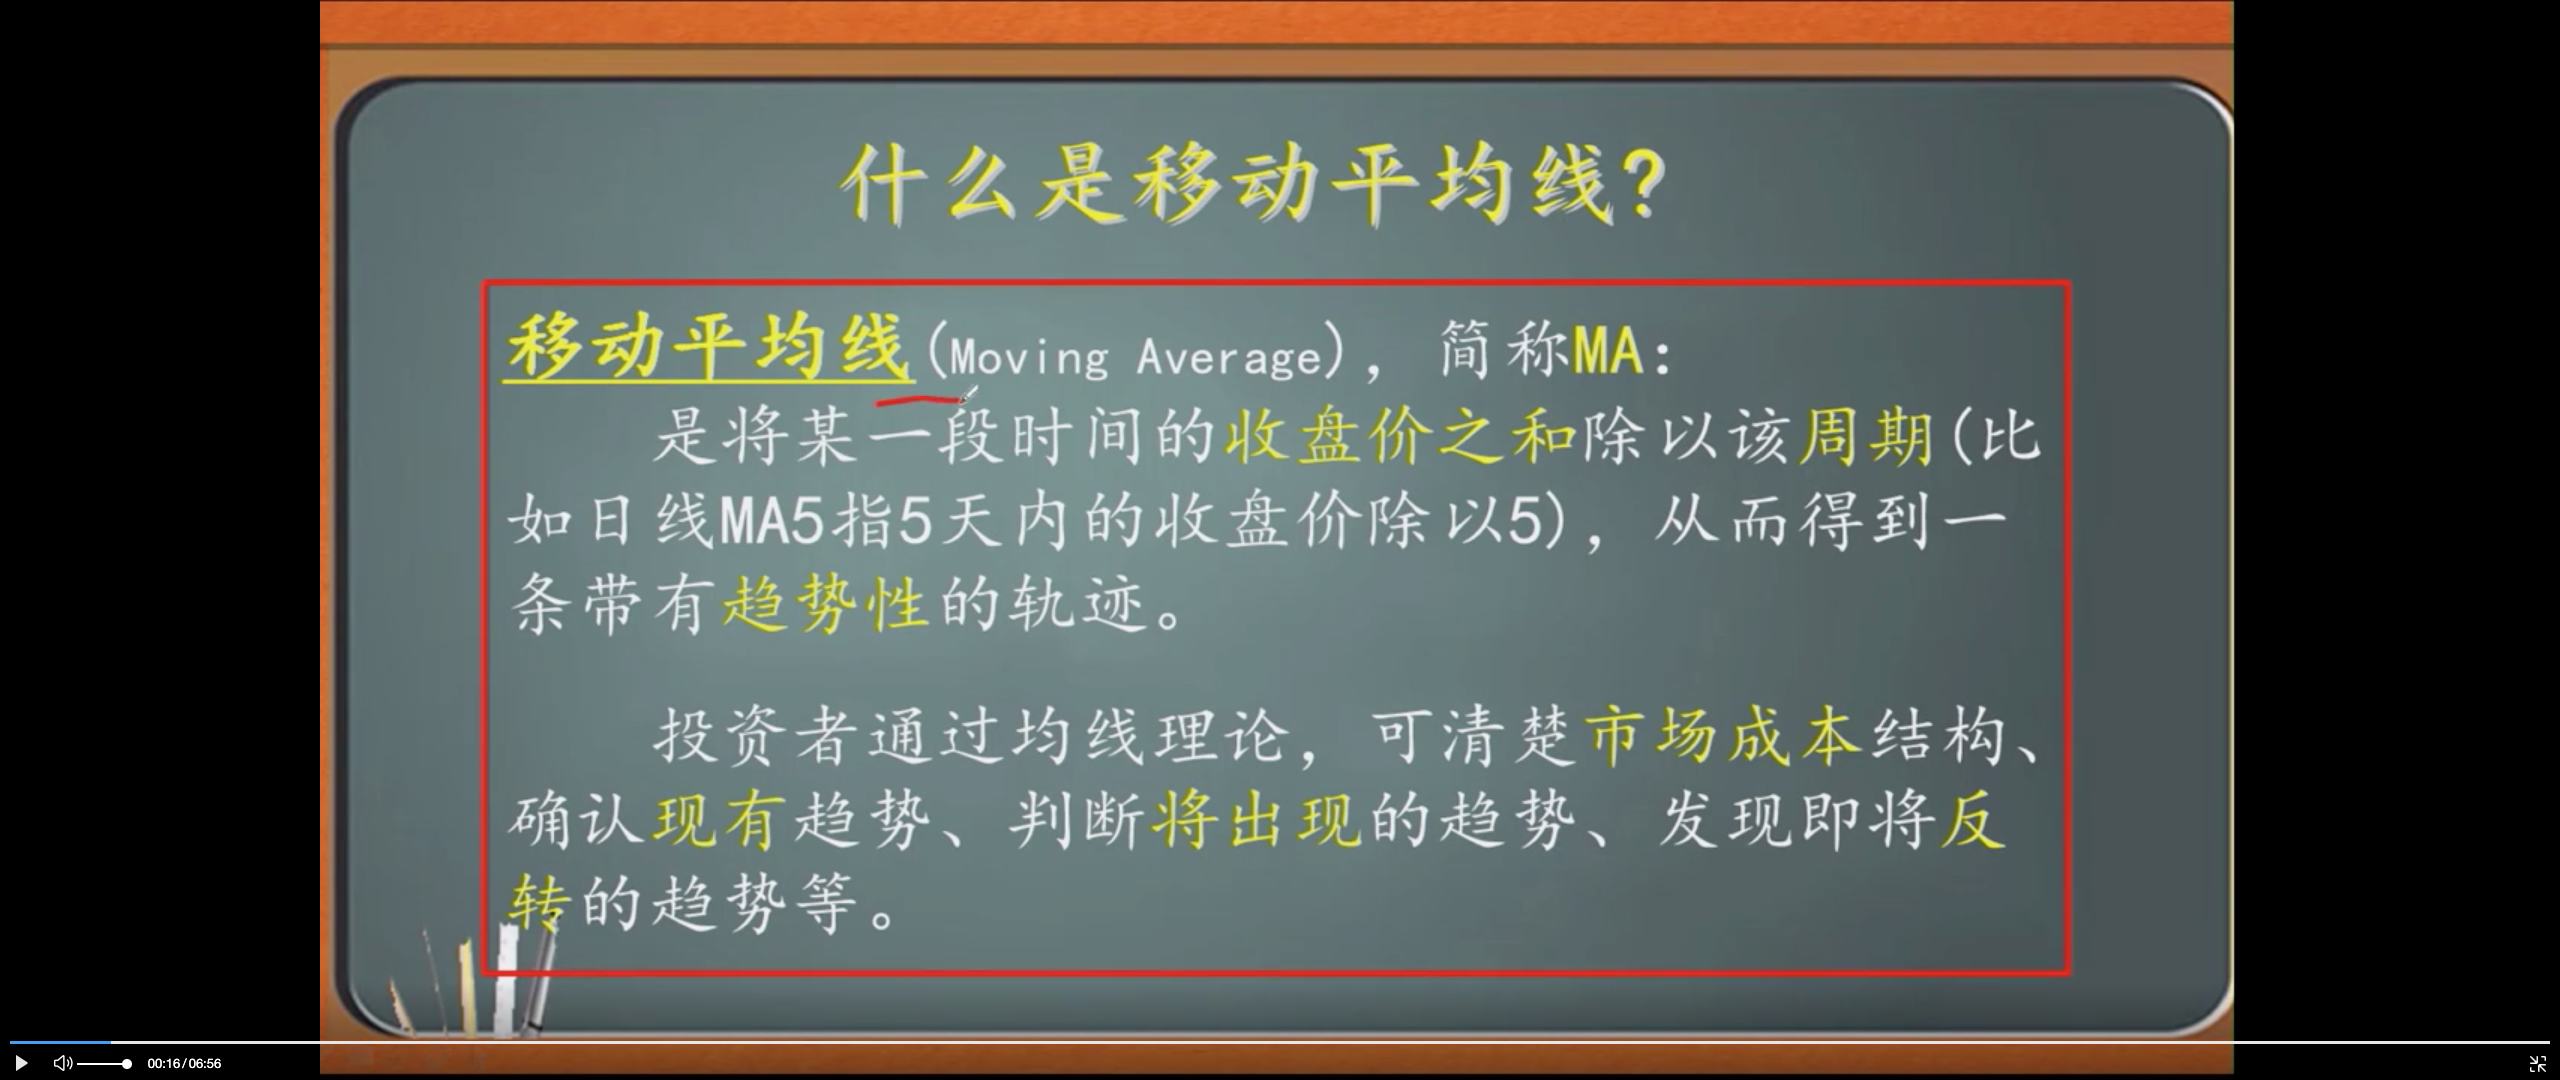 什么是移动平均线?
移动平均线(Moving Average)，简称MA:
是将某一段时间的收盘价之和除以该周期(比
如日线MA5指5天内的收盘价除以5)，从而得到一
条带有趋势性的轨迹。
投资者通过均线理论，可清楚市场成本结构、
确认现有趋势、判断将出现的趋势、发现即将反
转的趋势等。
00:16/06:56